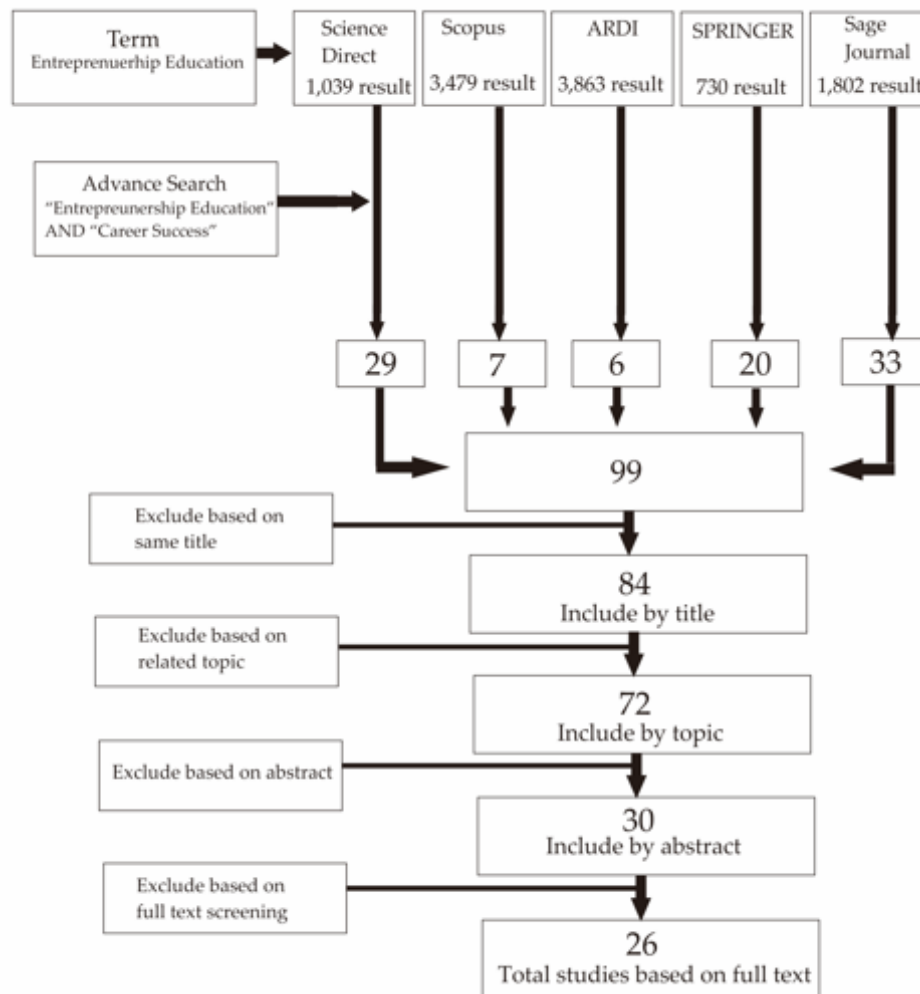 Term
Entreprenuerhip Education
Science
Direct
1,039 result
Scopus
3,479 result
ARDI
3,863 result
SPRINGER
730 result
Sage
Journal
1,802 result
Advance Search
“Entrepreunership Education”
AND “Career Success”
29
7
6
20
33
99
Exclude based on
same title
84
Include by title
Exclude based on
related topic
72
Include by topic
Exclude based on abstract
30
Include by abstract
Exclude based on
full text screening
26
Total studies based on full text